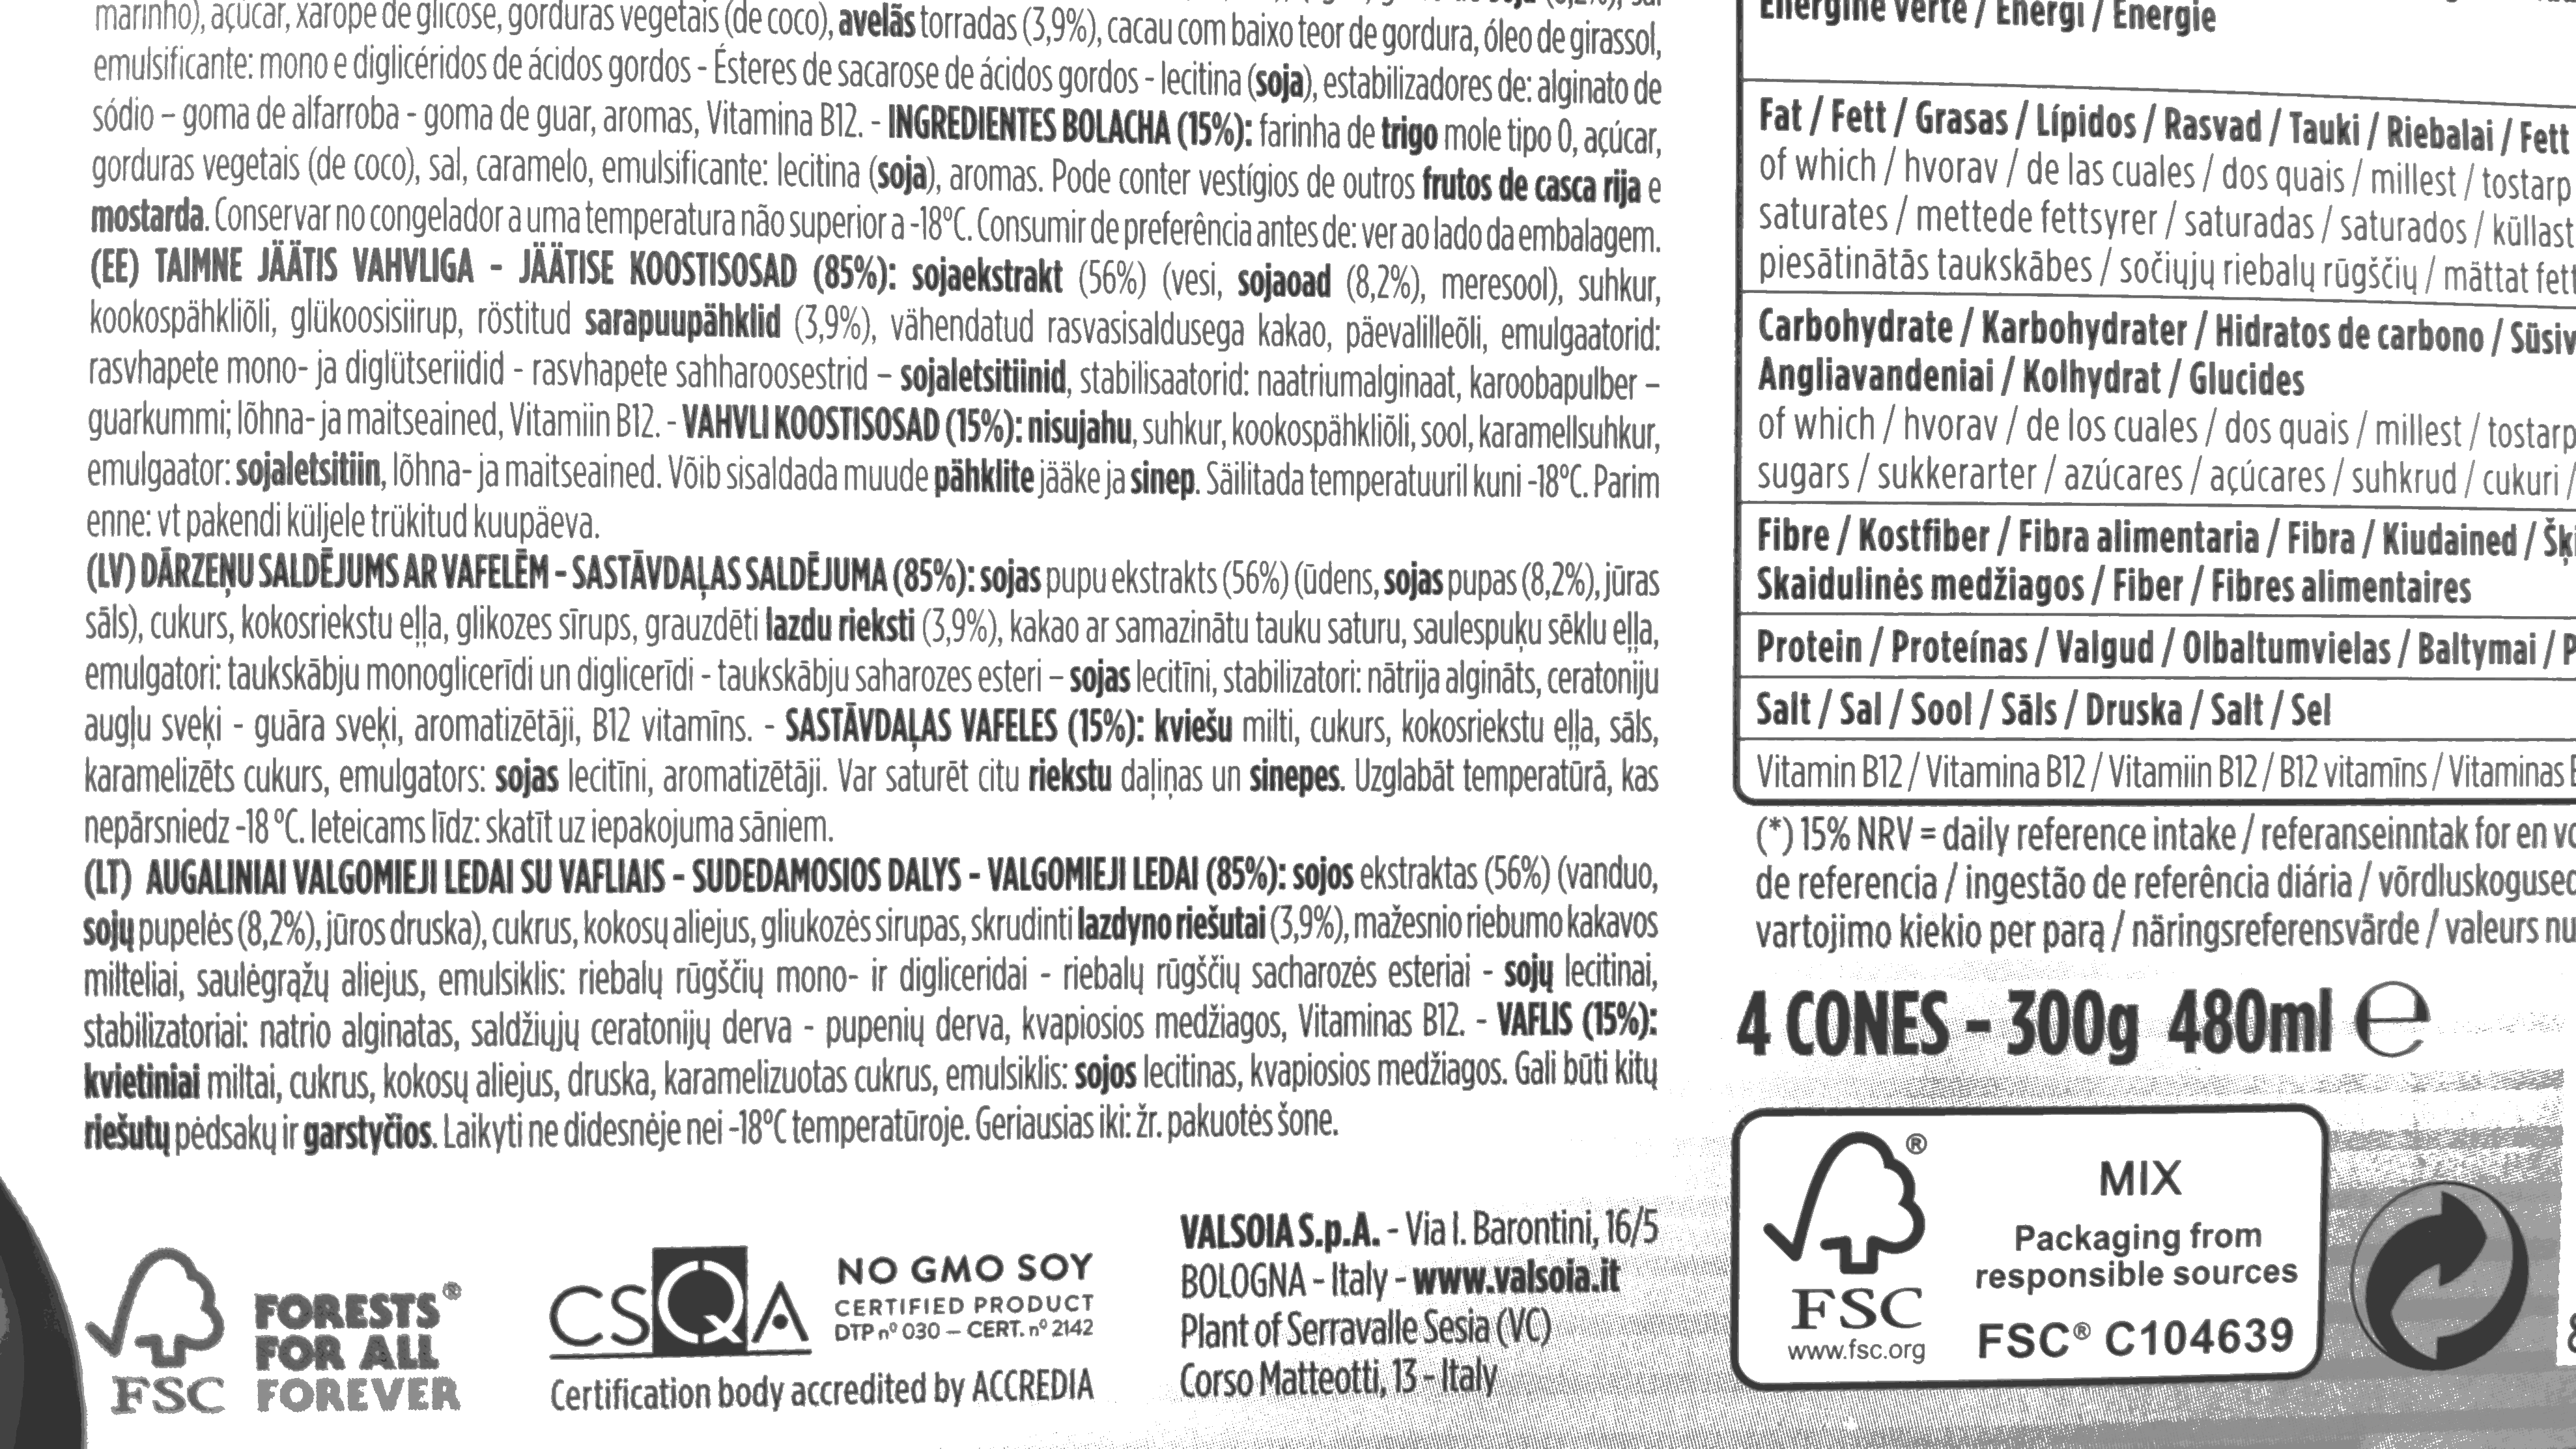 marinho), açúcar, xarope de glicose, gorduras vegetais (de coco), avelãs torradas (3,9%), cacau com baixo teor de gordura, óleo de girassol,
emulsificante: mono e diglicéridos de ácidos gordos - Ésteres de sacarose de ácidos gordos - lecitina (soja), estabilizadores de: alginato de
sódio – goma de alfarroba - goma de guar, aromas, Vitamina B12. - INGREDIENTES BOLACHA (15%): farinha de trigo mole tipo 0, açúcar,
gorduras vegetais (de coco), sal, caramelo, emulsificante: lecitina (soja), aromas. Pode conter vestígios de outros frutos de casca rija e
mostarda. Conservar no congelador a uma temperatura não superior a -18°C. Consumir de preferência antes de: ver ao lado da embalagem.
(EE) TAIMNE JÄÄTIS VAHVLIGA - JÄÄTISE KOOSTISOSAD (85%): sojaekstrakt (56%) (vesi, sojaoad (8,2%), meresool), suhkur,
kookospähkliõli, glükoosisiirup, röstitud sarapuupähklid (3,9%), vähendatud rasvasisaldusega kakao, päevalilleõli, emulgaatorid:
rasvhapete mono- ja diglütseriidid - rasvhapete sahharoosestrid – sojaletsitiinid, stabilisaatorid: naatriumalginaat, karoobapulber –
guarkummi; lõhna- ja maitseained, Vitamiin B12. - VAHVLI KOOSTISOSAD (15%): nisujahu, suhkur, kookospähkliõli, sool, karamellsuhkur,
emulgaator: sojaletsitiin, lõhna- ja maitseained. Võib sisaldada muude pähklite jääke ja sinep. Säilitada temperatuuril kuni -18°C. Parim
enne: vt pakendi küljele trükitud kuupäeva.
(LV) DĀRZEŅU SALDĒJUMS AR VAFELĒM - SASTĀVDAĻAS SALDĒJUMA (85%): sojas pupu ekstrakts (56%) (ūdens, sojas pupas (8,2%), jūras
sāls), cukurs, kokosriekstu eļļa, glikozes sīrups, grauzdēti lazdu rieksti (3,9%), kakao ar samazinātu tauku saturu, saulespuķu sēklu eļļa,
emulgatori: taukskābju monoglicerīdi un diglicerīdi - taukskābju saharozes esteri – sojas lecitīni, stabilizatori: nātrija algināts, ceratoniju
augļu sveķi - guāra sveķi, aromatizētāji, B12 vitamīns. - SASTĀVDAĻAS VAFELES (15%): kviešu milti, cukurs, kokosriekstu eļļa, sāls,
karamelizēts cukurs, emulgators: sojas lecitīni, aromatizētāji. Var saturēt citu riekstu daļiņas un sinepes. Uzglabāt temperatūrā, kas
nepārsniedz -18 °C. Ieteicams līdz: skatīt uz iepakojuma sāniem.
(LT) AUGALINIAI VALGOMIEJI LEDAI SU VAFLIAIS - SUDEDAMOSIOS DALYS - VALGOMIEJI LEDAI (85%): sojos ekstraktas (56%) (vanduo,
sojų pupelės (8,2%), jūros druska), cukrus, kokosų aliejus, gliukozės sirupas, skrudinti lazdyno riešutai (3,9%), mažesnio riebumo kakavos
milteliai, saulėgrąžų aliejus, emulsiklis: riebalų rūgščių mono- ir digliceridai - riebalų rūgščių sacharozės esteriai - sojų lecitinai,
stabilizatoriai: natrio alginatas, saldžiųjų ceratonijų derva - pupenių derva, kvapiosios medžiagos, Vitaminas B12. - VAFLIS (15%):
kvietiniai miltai, cukrus, kokosų aliejus, druska, karamelizuotas cukrus, emulsiklis: sojos lecitinas, kvapiosios medžiagos. Gali būti kitų
riešutų pėdsakų ir garstyčios. Laikyti ne didesnėje nei -18°C temperatūroje. Geriausias iki: žr. pakuotės šone.
FORESTS®
FOR ALL
FOREVER
FSC
CSQA
NO GMO SOY
CERTIFIED PRODUCT
DTP nº 030 – CERT. nº 2142
Certification body accredited by ACCREDIA
VALSOIA S.p.A. - Via I. Barontini, 16/5
BOLOGNA - Italy - www.valsoia.it
Plant of Serravalle Sesia (VC)
Corso Matteotti, 13 - Italy
Energinė vertė / Energi / Energie
Fat / Fett / Grasas / Lípidos / Rasvad / Tauki / Riebalai / Fett
of which / hvorav / de las cuales / dos quais / millest / tostarp
saturates / mettede fettsyrer / saturadas / saturados / küllast
piesātinātās taukskābes / sočiųjų riebalų rūgščių / mättat fett
Carbohydrate / Karbohydrater / Hidratos de carbono / Süsiv
Angliavandeniai / Kolhydrat / Glucides
of which / hvorav / de los cuales / dos quais / millest / tostarp
sugars / sukkerarter / azúcares / açúcares / suhkrud / cukuri /
Fibre / Kostfiber / Fibra alimentaria / Fibra / Kiudained / Šķi
Skaidulinės medžiagos / Fiber / Fibres alimentaires
Protein / Proteínas / Valgud / Olbaltumvielas / Baltymai / P
Salt / Sal / Sool / Sāls / Druska / Salt / Sel
Vitamin B12 / Vitamina B12 / Vitamiin B12 / B12 vitamīns / Vitaminas B
(*) 15% NRV = daily reference intake / referanseinntak for en vo
de referencia / ingestão de referência diária / võrdluskogused
vartojimo kiekio per parą / näringsreferensvärde / valeurs nu
4 CONES - 300g 480ml e
FSC
www.fsc.org
MIX
Packaging from
responsible sources
FSC® C104639